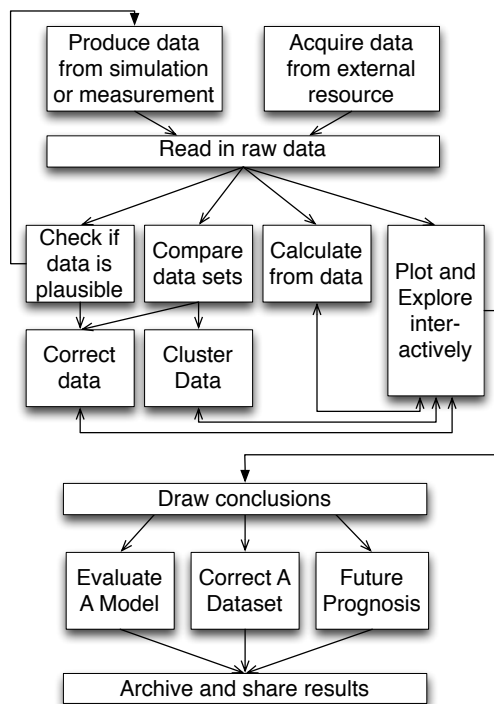 Produce data
from simulation
or measurement
Acquire data
from external
resource
Read in raw data
Check if
data is
plausible
Compare
data sets
Calculate
from data
Plot and
Explore
inter-
actively
Correct
data
Cluster
Data
Draw conclusions
Evaluate
A Model
Correct A
Dataset
Future
Prognosis
Archive and share results